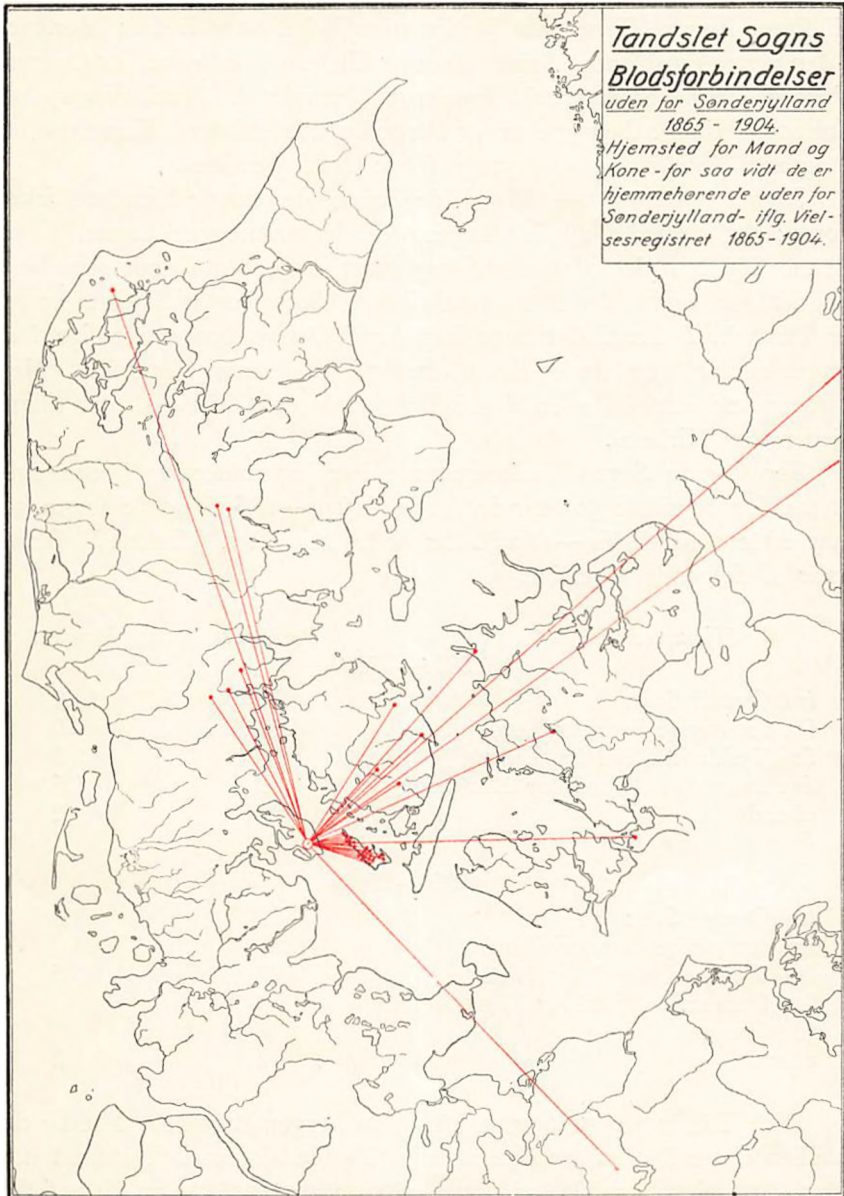 Tandslet Sogns
Blodsforbindelser
uden for Sønderjylland
1865 - 1904.
Hjemsted for Mand og
Kone - for saa vidt de er
hjemmehørende uden for
Sønderjylland - iflg. Viel-
sesregistret 1865 - 1904.